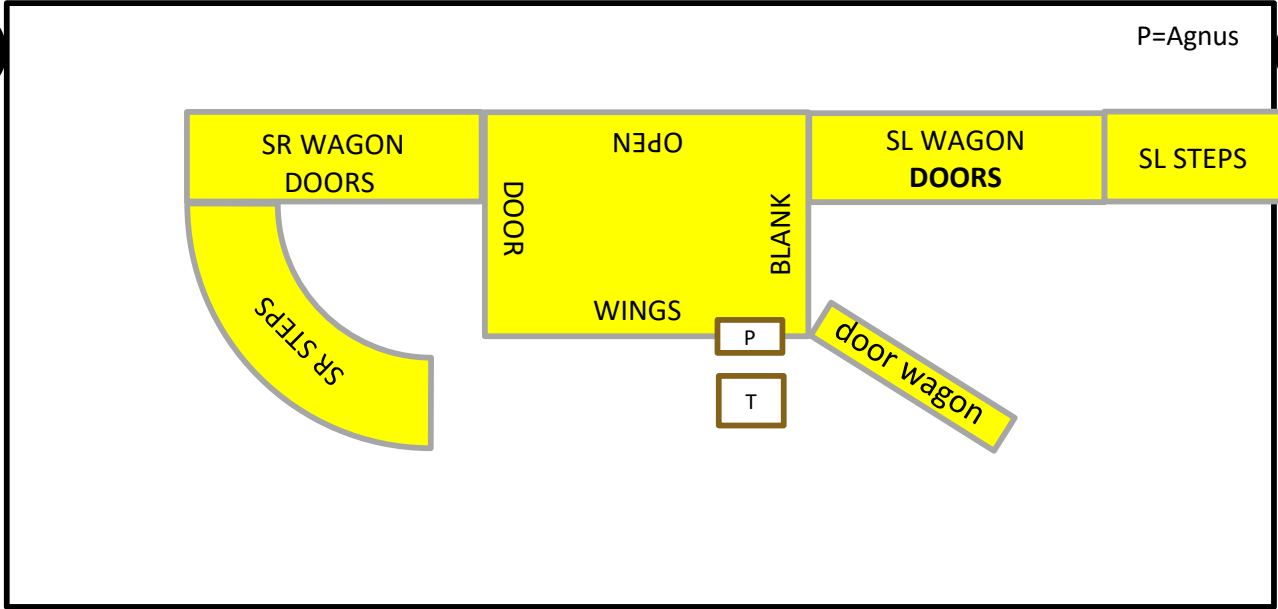 P=Agnus
SR WAGON
DOORS
OPEN
SL WAGON
DOORS
SL STEPS
DOOR
BLANK
WINGS
SR STEPS
P
door wagon
T